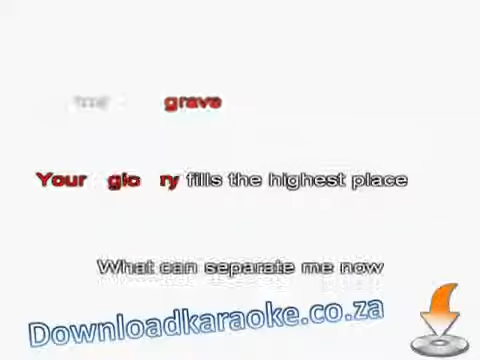 grave
Your glo ry fills the highest place
What can separate me now
Downloadkaraoke.co.za